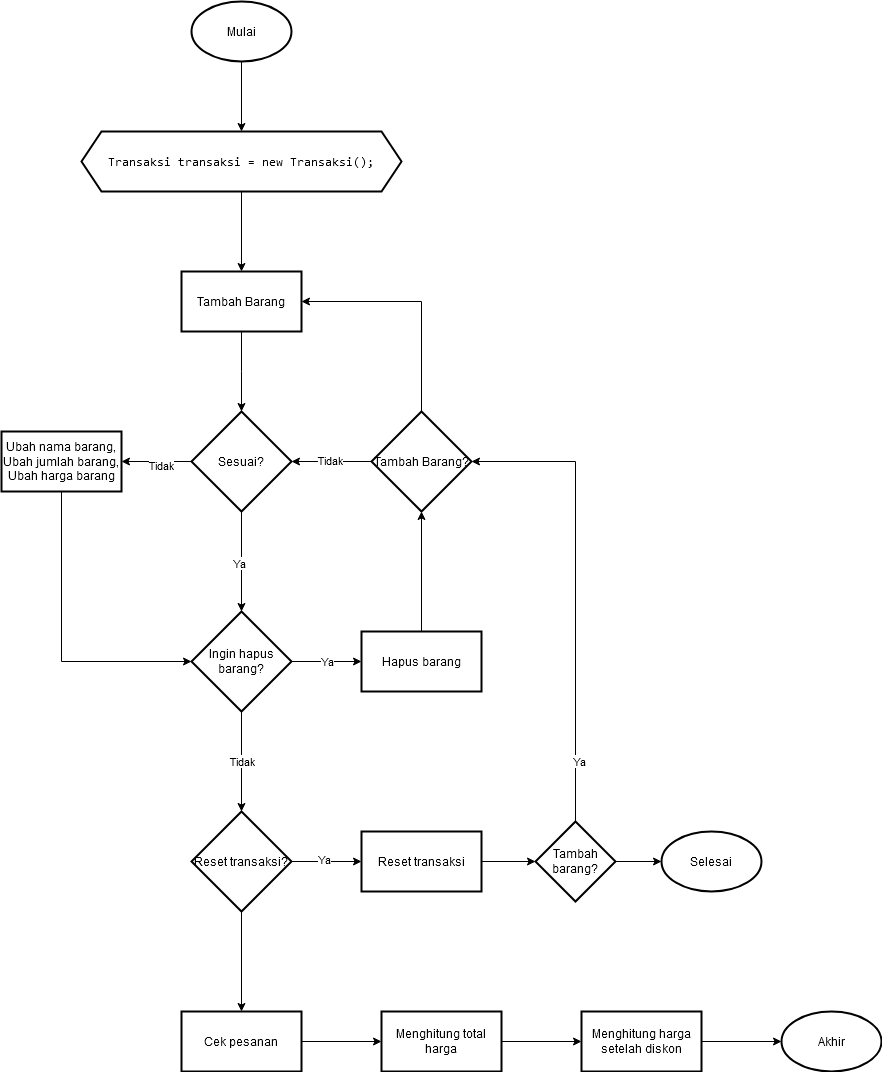 Mulai
Transaksi transaksi = new Transaksi();
Tambah Barang
Ubah nama barang,
Ubah jumlah barang,
Ubah harga barang
Tidak
Sesuai?
Tidak
Tambah Barang?
Ya
Ingin hapus
barang?
Ya
Hapus barang
Tidak
Ya
Reset transaksi?
Ya
Reset transaksi
Tambah
barang?
Selesai
Cek pesanan
Menghitung total
harga
Menghitung harga
setelah diskon
Akhir